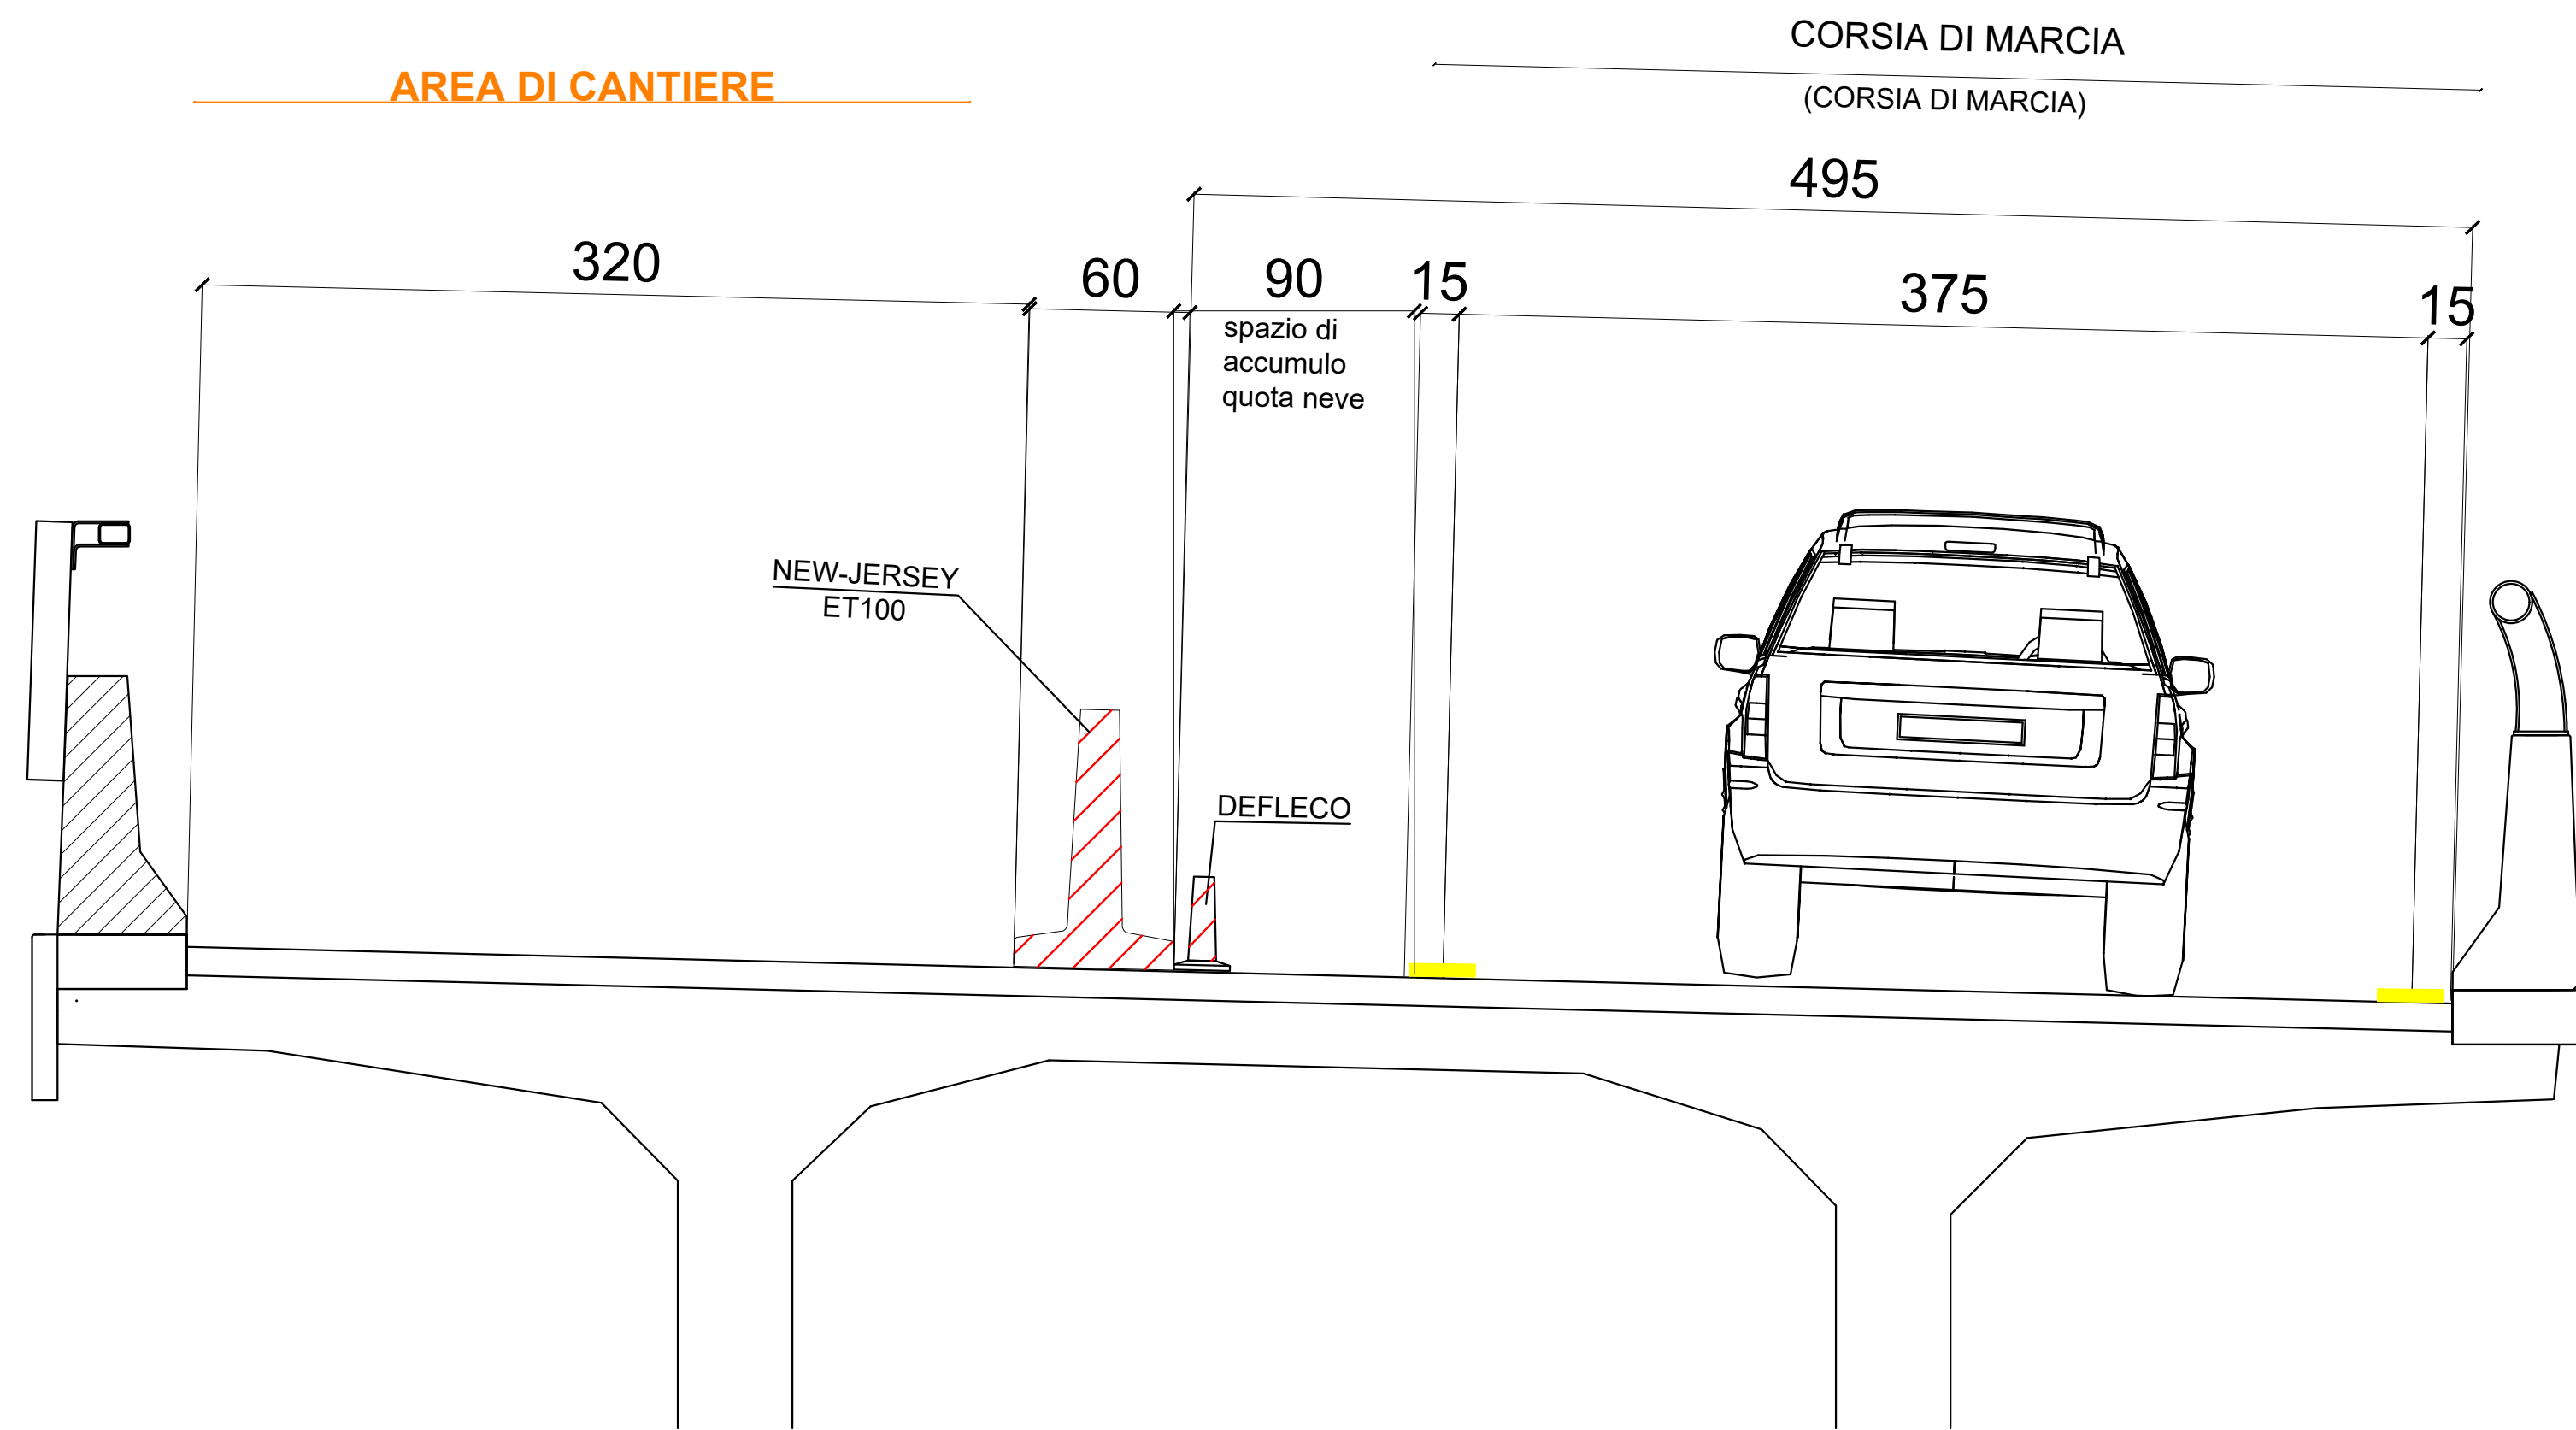 CORSIA DI MARCIA
AREA DI CANTIERE
(CORSIA DI MARCIA)
495
320
60
90
15
375
15
spazio di
accumulo
quota neve
NEW-JERSEY
ET100
DEFLECO